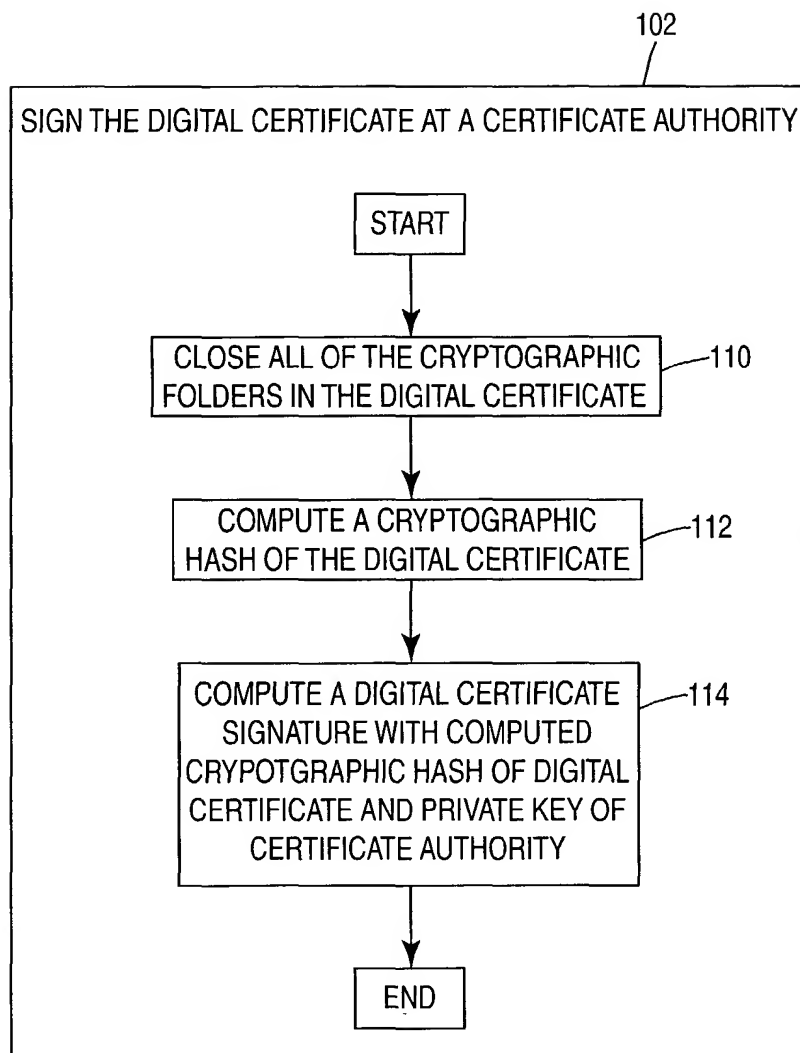 102
SIGN THE DIGITAL CERTIFICATE AT A CERTIFICATE AUTHORITY
START
CLOSE ALL OF THE CRYPTOGRAPHIC
FOLDERS IN THE DIGITAL CERTIFICATE
110
COMPUTE A CRYPTOGRAPHIC
HASH OF THE DIGITAL CERTIFICATE
112
COMPUTE A DIGITAL CERTIFICATE
SIGNATURE WITH COMPUTED
CRYPOTGRAPHIC HASH OF DIGITAL
CERTIFICATE AND PRIVATE KEY OF
CERTIFICATE AUTHORITY
114
END